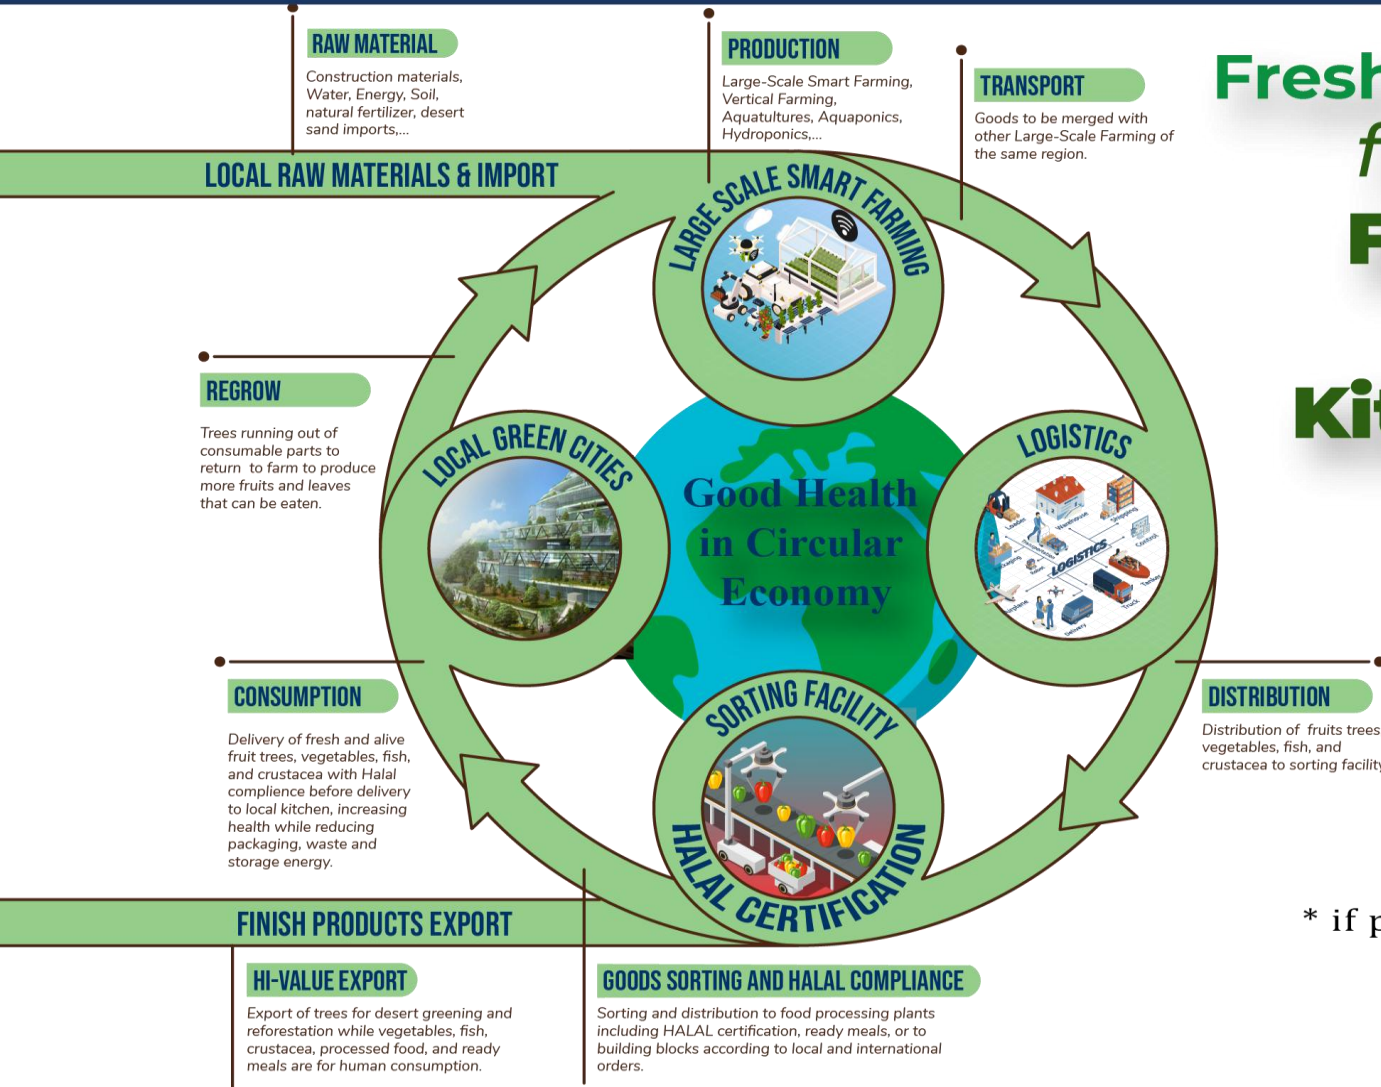 RAW MATERIAL
Construction materials,
Water, Energy, Soil,
natural fertilizer, desert
sand imports,...
PRODUCTION
Large-Scale Smart Farming,
Vertical Farming,
Aquatultures, Aquaponics,
Hydroponics,...
TRANSPORT
Goods to be merged with
other Large-Scale Farming of
the same region.
Fresh
f
F
Kit
LOCAL RAW MATERIALS & IMPORT
LARGE SCALE SMART FARMING
REGROW
Trees running out of
consumable parts to
return to farm to produce
more fruits and leaves
that can be eaten.
LOCAL GREEN CITIES
Good Health
in Circular
Economy
LOGISTICS
Loader
Warehouse
Shipping
Control
LOGISTICS
Tanker
Truck
Delivery
CONSUMPTION
Delivery of fresh and alive
fruit trees, vegetables, fish,
and crustacea with Halal
complience before delivery
to local kitchen, increasing
health while reducing
packaging, waste and
storage energy.
SORTING FACILITY
HALAL CERTIFICATION
DISTRIBUTION
Distribution of fruits trees
vegetables, fish, and
crustacea to sorting facility
* if p
FINISH PRODUCTS EXPORT
HI-VALUE EXPORT
Export of trees for desert greening and
reforestation while vegetables, fish,
crustacea, processed food, and ready
meals are for human consumption.
GOODS SORTING AND HALAL COMPLIANCE
Sorting and distribution to food processing plants
including HALAL certification, ready meals, or to
building blocks according to local and international
orders.